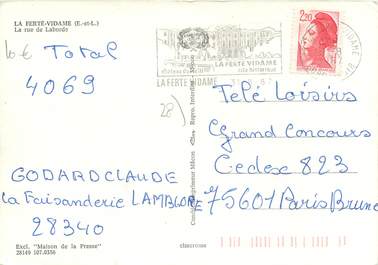 LA FERTÉ-VIDAME (E.-et-L.)
La rue de Laborde
le Total
4069
GODARD CLAUDE
La Faisanderie LAMBLORE
28340
Excl. "Maison de la Presse"
28149 107.0356
28
LA FERTÉ VIDAME
LA FERTE VIDAME
2,20
Télé Loisirs
Grand Concours
Cedex 823
75601 Paris Brune